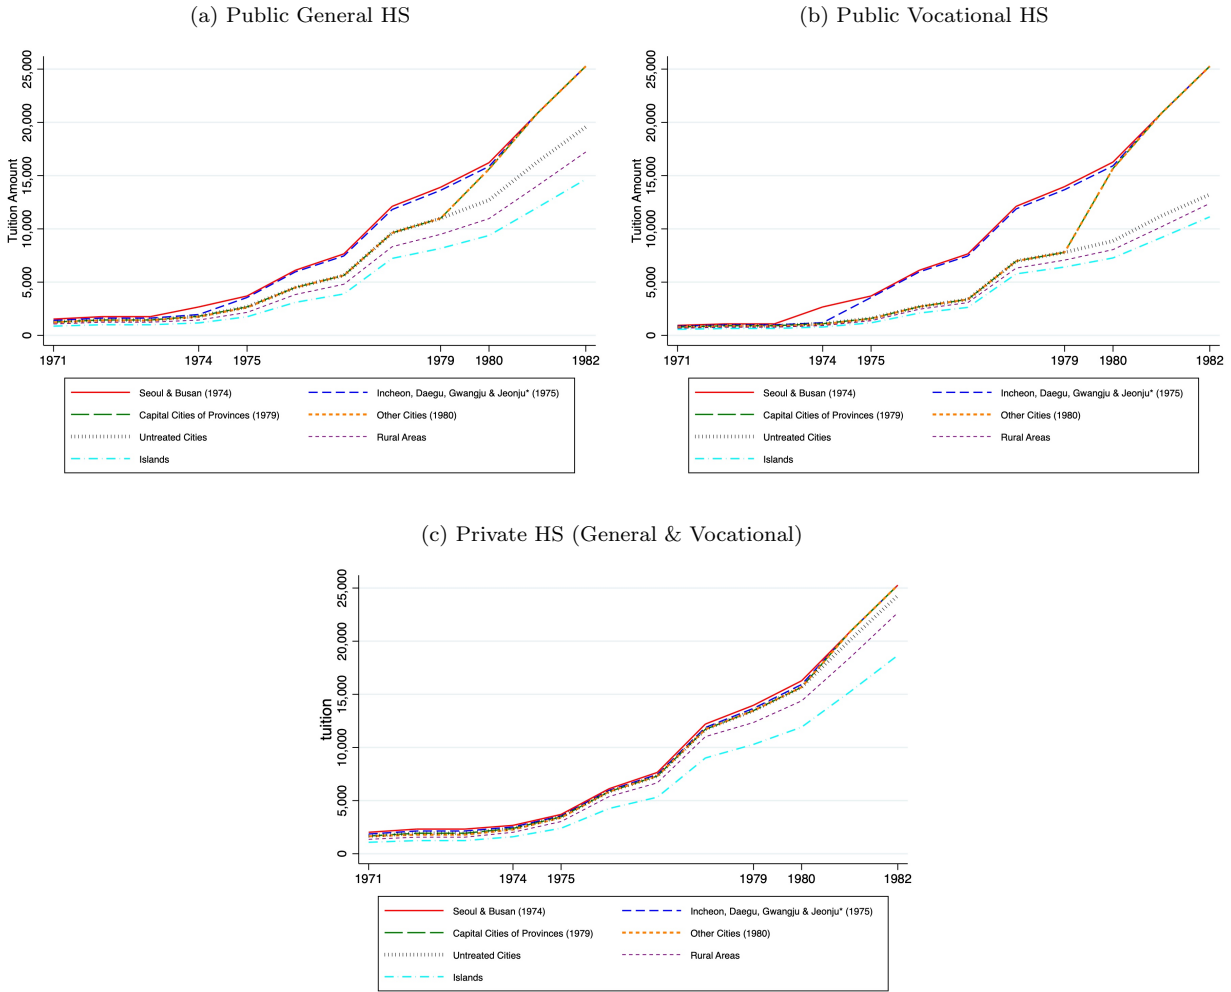 (a) Public General HS
Tuition Amount
25,000
20,000
15,000
10,000
5,000
0
1971 1974 1975 1979 1980 1982
Seoul & Busan (1974) Incheon, Daegu, Gwangju & Jeonju* (1975)
Capital Cities of Provinces (1979) Other Cities (1980)
Untreated Cities Rural Areas
Islands
(b) Public Vocational HS
Tuition Amount
25,000
20,000
15,000
10,000
5,000
0
1971 1974 1975 1979 1980 1982
Seoul & Busan (1974) Incheon, Daegu, Gwangju & Jeonju* (1975)
Capital Cities of Provinces (1979) Other Cities (1980)
Untreated Cities Rural Areas
Islands
(c) Private HS (General & Vocational)
tuition
25,000
20,000
15,000
10,000
5,000
0
1971 1974 1975 1979 1980 1982
Seoul & Busan (1974) Incheon, Daegu, Gwangju & Jeonju* (1975)
Capital Cities of Provinces (1979) Other Cities (1980)
Untreated Cities Rural Areas
Islands